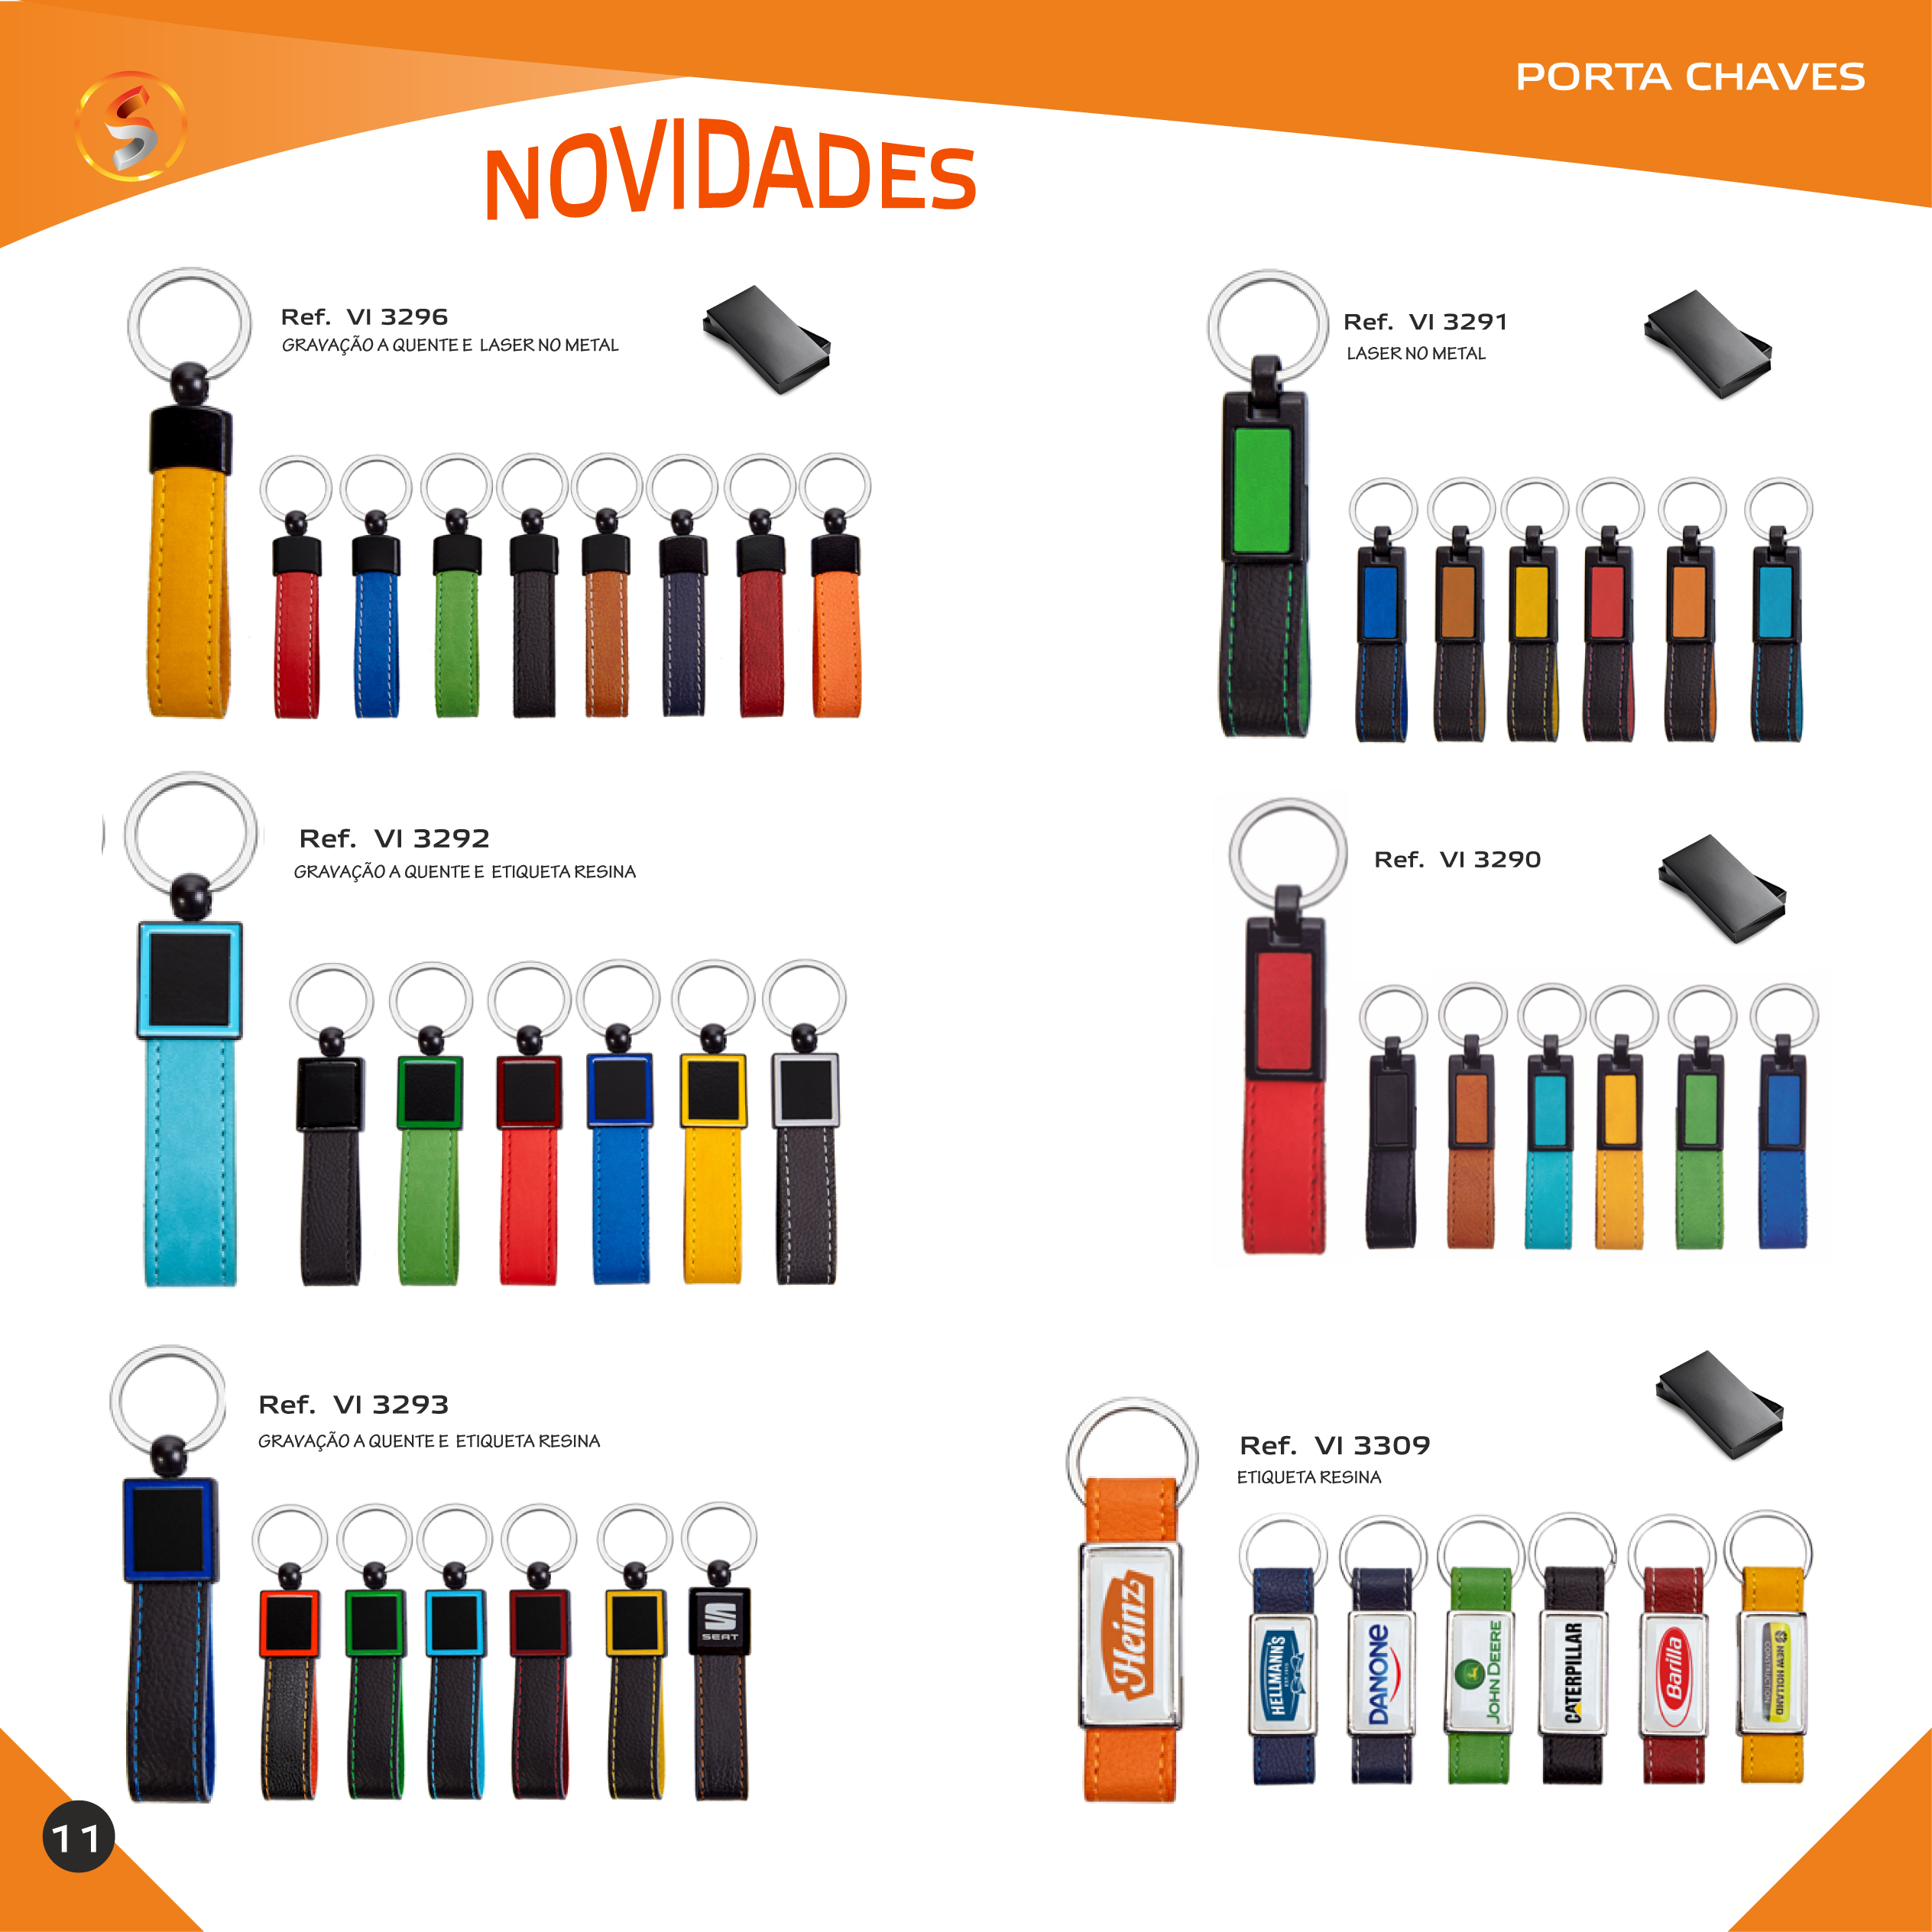 PORTA CHAVES
NOVIDADES
Ref. VI 3296
GRAVAÇÃO A QUENTE E LASER NO METAL
Ref. VI 3291
LASER NO METAL
Ref. VI 3292
GRAVAÇÃO A QUENTE E ETIQUETA RESINA
Ref. VI 3290
Ref. VI 3293
GRAVAÇÃO A QUENTE E ETIQUETA RESINA
SEAT
Ref. VI 3309
ETIQUETA RESINA
Heinz
HELLMANN'S
DANONE
JOHN DEERE
CATERPILLAR
Barilla
NEW HOLLAND
CONSTRUCTION
11